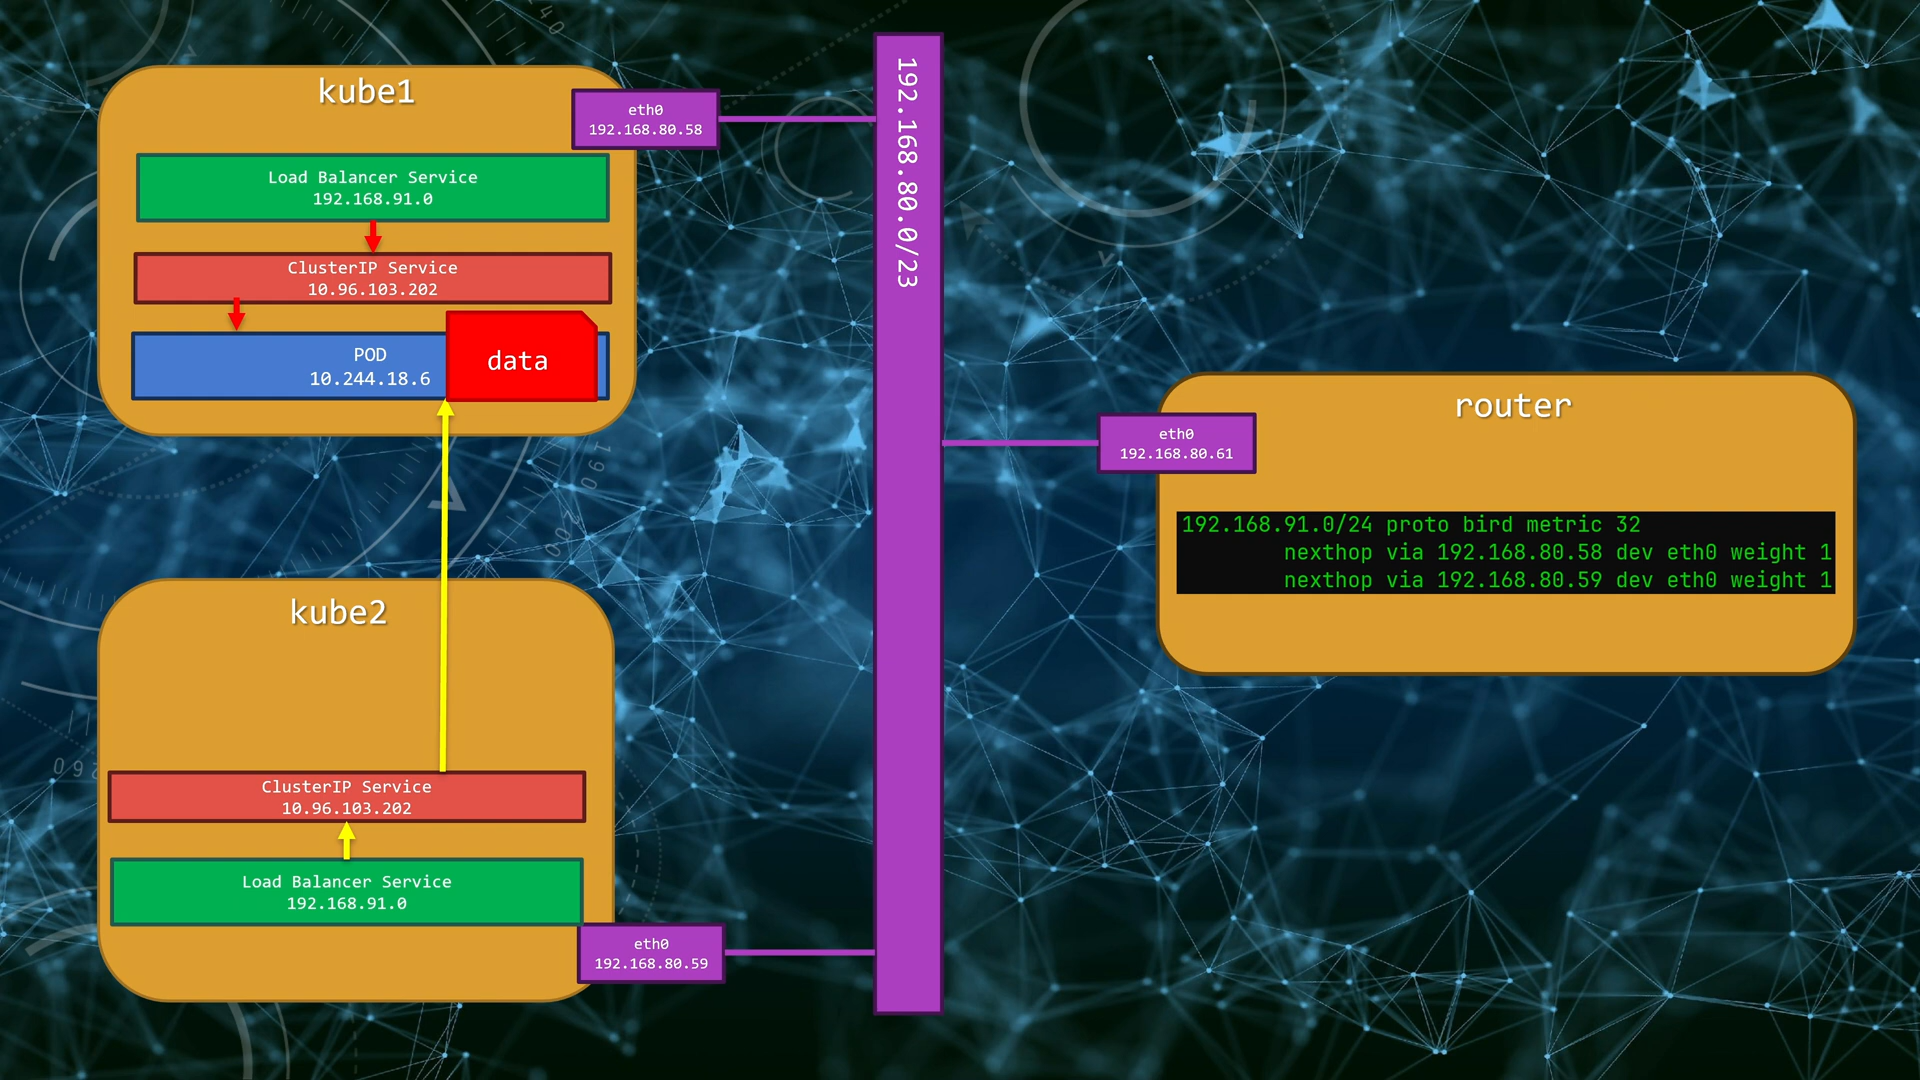 kube1
eth0
192.168.80.58
Load Balancer Service
192.168.91.0
ClusterIP Service
10.96.103.202
POD
10.244.18.6
data
192.168.80.0/23
router
eth0
192.168.80.61
192.168.91.0/24 proto bird metric 32
nexthop via 192.168.80.58 dev eth0 weight 1
nexthop via 192.168.80.59 dev eth0 weight 1
kube2
ClusterIP Service
10.96.103.202
Load Balancer Service
192.168.91.0
eth0
192.168.80.59
40
190
200
260